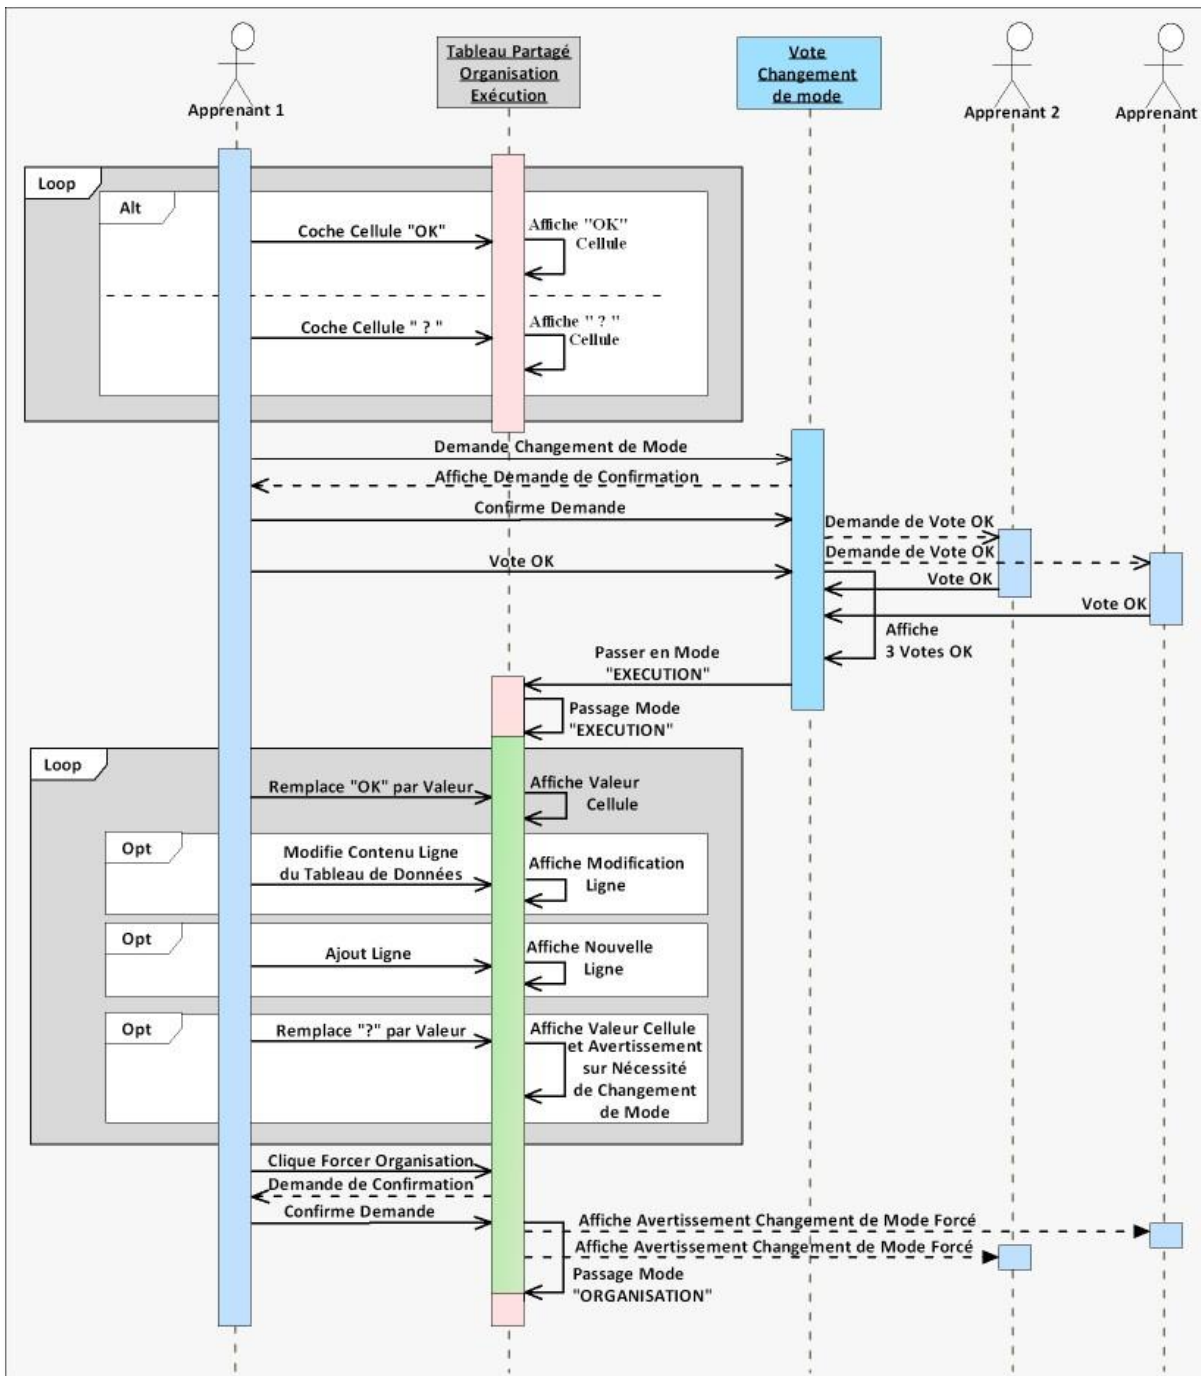 Apprenant 1
Tableau Partagé
Organisation
Exécution
Vote
Changement
de mode
Apprenant 2
Apprenant
Loop
Alt
Coche Cellule "OK"
Affiche "OK"
Cellule
Coche Cellule " ? "
Affiche " ? "
Cellule
Demande Changement de Mode
Affiche Demande de Confirmation
Confirme Demande
Demande de Vote OK
Demande de Vote OK
Vote OK
Vote OK
Vote OK
Affiche
3 Votes OK
Passer en Mode
"EXECUTION"
Passage Mode
"EXECUTION"
Loop
Remplace "OK" par Valeur
Affiche Valeur
Cellule
Opt
Modifie Contenu Ligne
du Tableau de Données
Affiche Modification
Ligne
Opt
Ajout Ligne
Affiche Nouvelle
Ligne
Opt
Remplace "?" par Valeur
Affiche Valeur Cellule
et Avertissement
sur Nécessité
de Changement
de Mode
Clique Forcer Organisation
Demande de Confirmation
Confirme Demande
Affiche Avertissement Changement de Mode Forcé
Affiche Avertissement Changement de Mode Forcé
Passage Mode
"ORGANISATION"